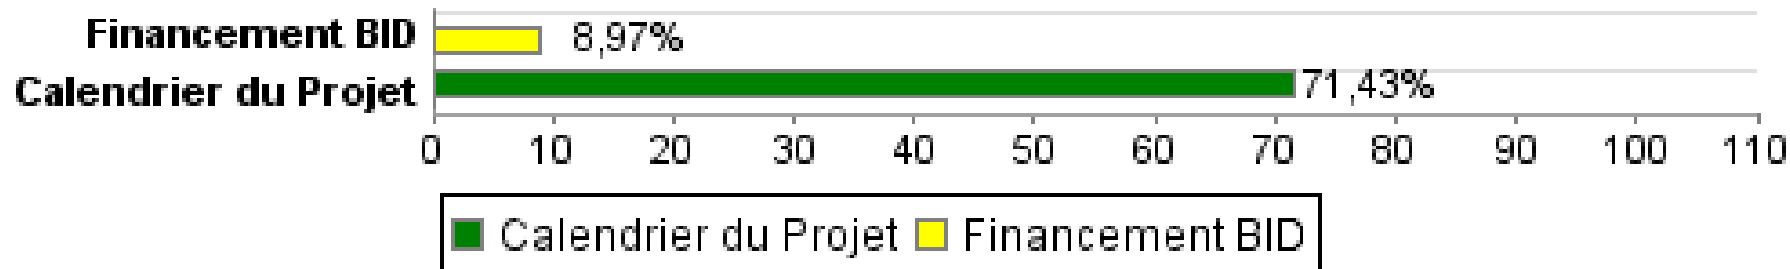 Financement BID 8,97%
Calendrier du Projet 71,43%
0 10 20 30 40 50 60 70 80 90 100 110
Calendrier du Projet Financement BID